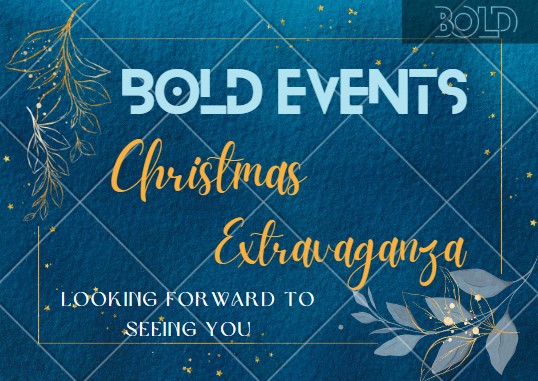 BOLD
BOLD EVENTS
Christmas
Extravaganza
LOOKING FORWARD TO
SEEING YOU